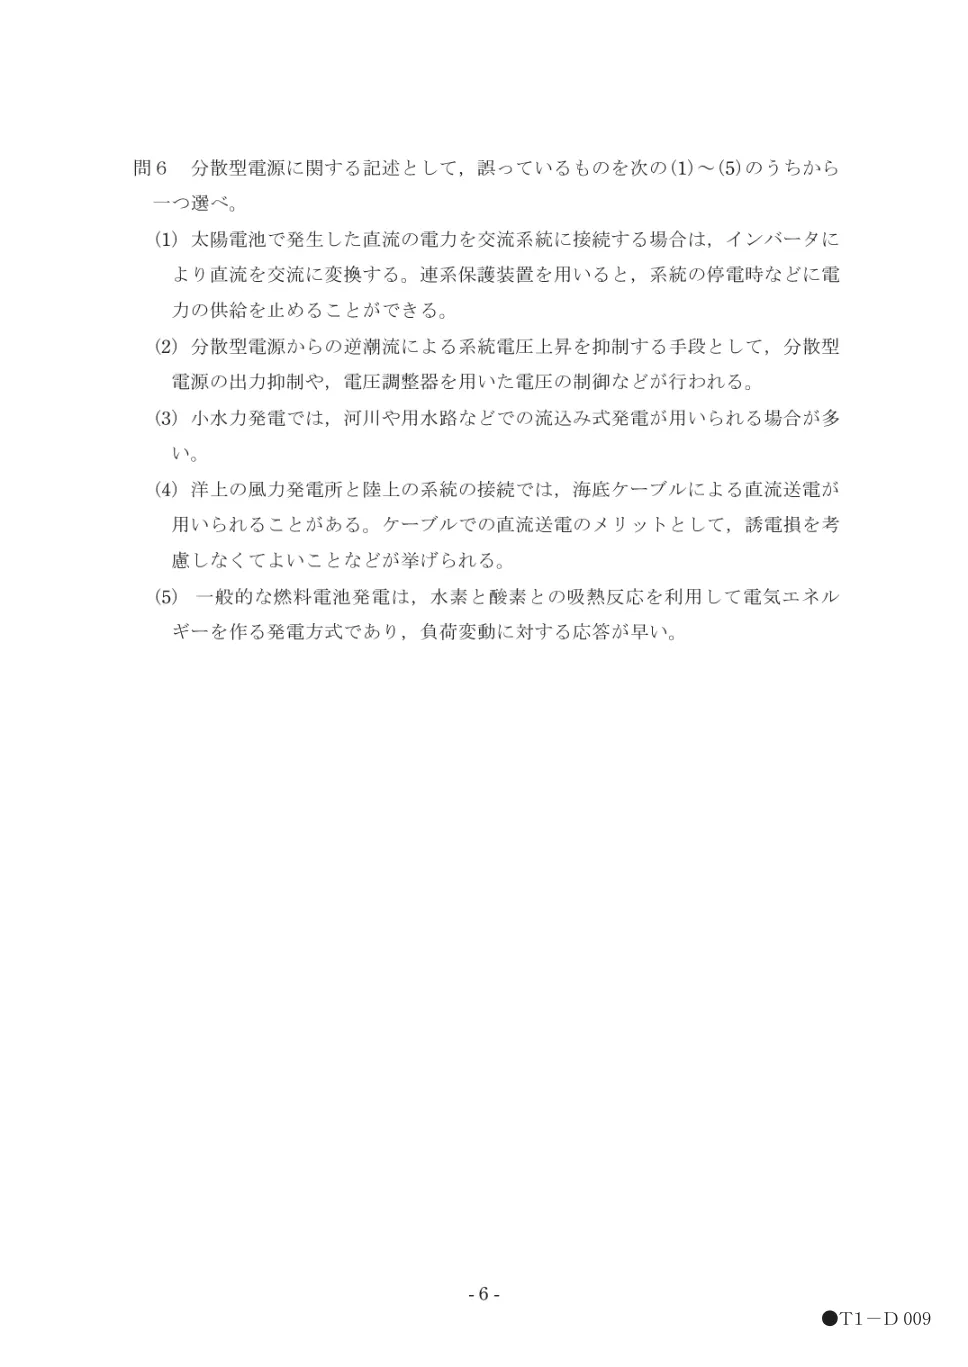 問６　分散型電源に関する記述として，誤っているものを次の(1)～(5)のうちから
一つ選べ。
(1) 太陽電池で発生した直流の電力を交流系統に接続する場合は，インバータに
より直流を交流に変換する。連系保護装置を用いると，系統の停電時などに電
力の供給を止めることができる。
(2) 分散型電源からの逆潮流による系統電圧上昇を抑制する手段として，分散型
電源の出力抑制や，電圧調整器を用いた電圧の制御などが行われる。
(3) 小水力発電では，河川や用水路などでの流込み式発電が用いられる場合が多
い。
(4) 洋上の風力発電所と陸上の系統の接続では，海底ケーブルによる直流送電が
用いられることがある。ケーブルでの直流送電のメリットとして，誘電損を考
慮しなくてよいことなどが挙げられる。
(5) 一般的な燃料電池発電は，水素と酸素との吸熱反応を利用して電気エネル
ギーを作る発電方式であり，負荷変動に対する応答が早い。
- 6 -
●T1－D 009